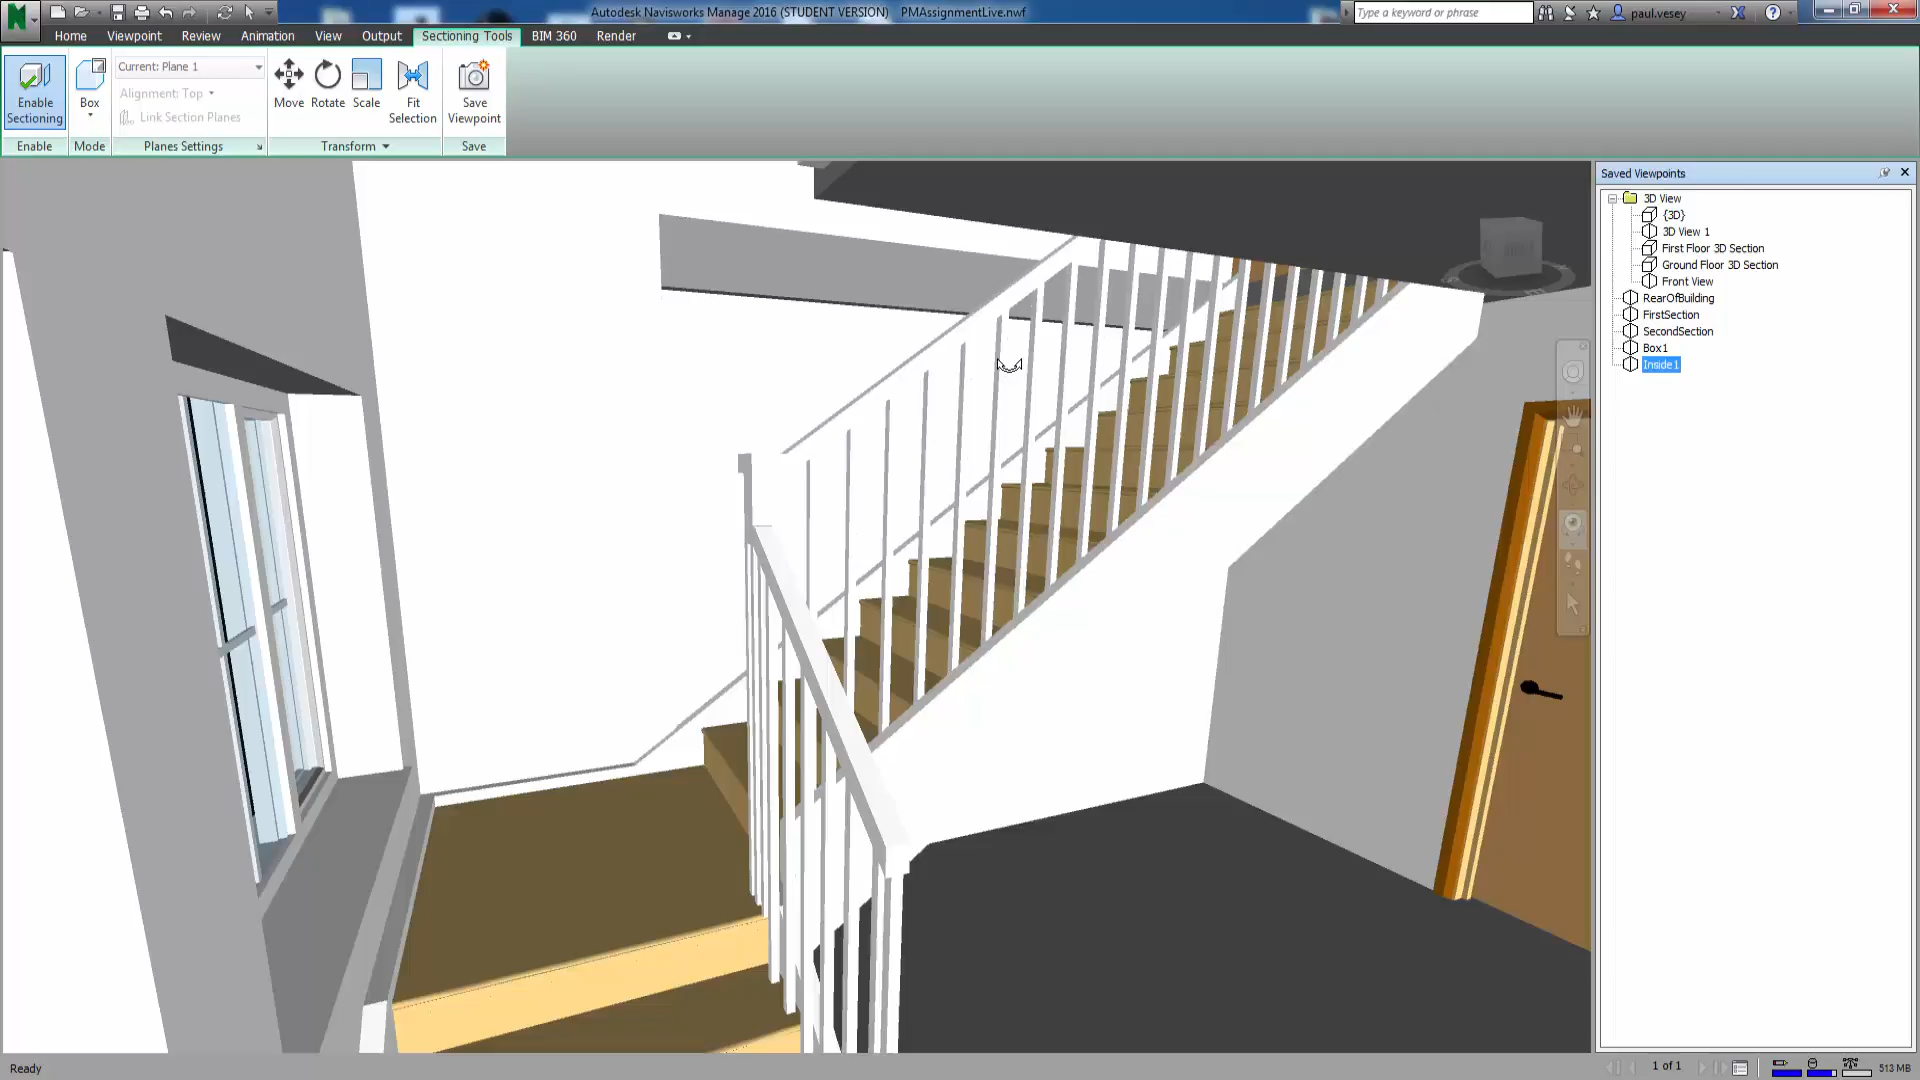 Autodesk Navisworks Manage 2016 (STUDENT VERSION) PMAssignmentLive.nwf
Type a keyword or phrase
paul.vesey
Home Viewpoint Review Animation View Output Sectioning Tools BIM 360 Render
Enable Sectioning
Box
Current: Plane 1
Alignment: Top
Link Section Planes
Move
Rotate
Scale
Fit Selection
Save Viewpoint
Enable Mode Planes Settings Transform Save
Saved Viewpoints
3D View
{3D}
3D View 1
First Floor 3D Section
Ground Floor 3D Section
Front View
RearOfBuilding
FirstSection
SecondSection
Box1
Inside1
Ready
1 of 1
513 MB